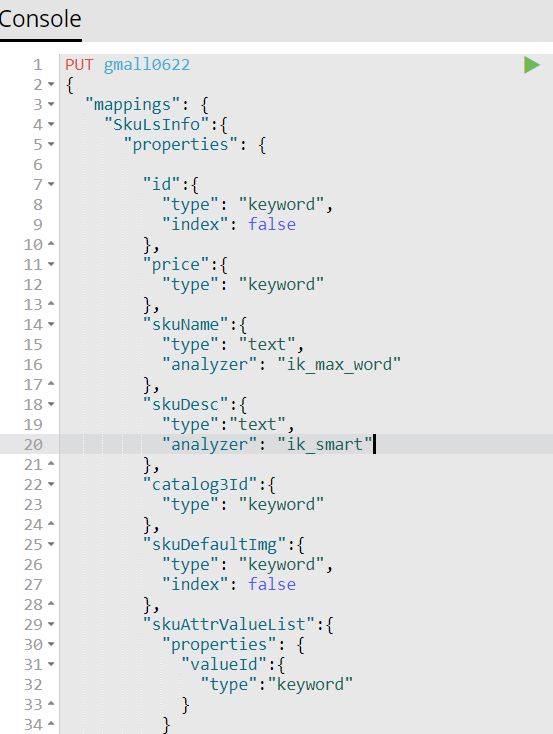 Console
1 PUT gmall0622
2 {
3   "mappings": {
4     "SkuLsInfo":{
5       "properties": {
6
7         "id":{
8           "type": "keyword",
9           "index": false
10         },
11         "price":{
12           "type": "keyword"
13         },
14         "skuName":{
15           "type": "text",
16           "analyzer": "ik_max_word"
17         },
18         "skuDesc":{
19           "type":"text",
20           "analyzer": "ik_smart"
21         },
22         "catalog3Id":{
23           "type": "keyword"
24         },
25         "skuDefaultImg":{
26           "type": "keyword",
27           "index": false
28         },
29         "skuAttrValueList":{
30           "properties": {
31             "valueId":{
32               "type":"keyword"
33             }
34           }